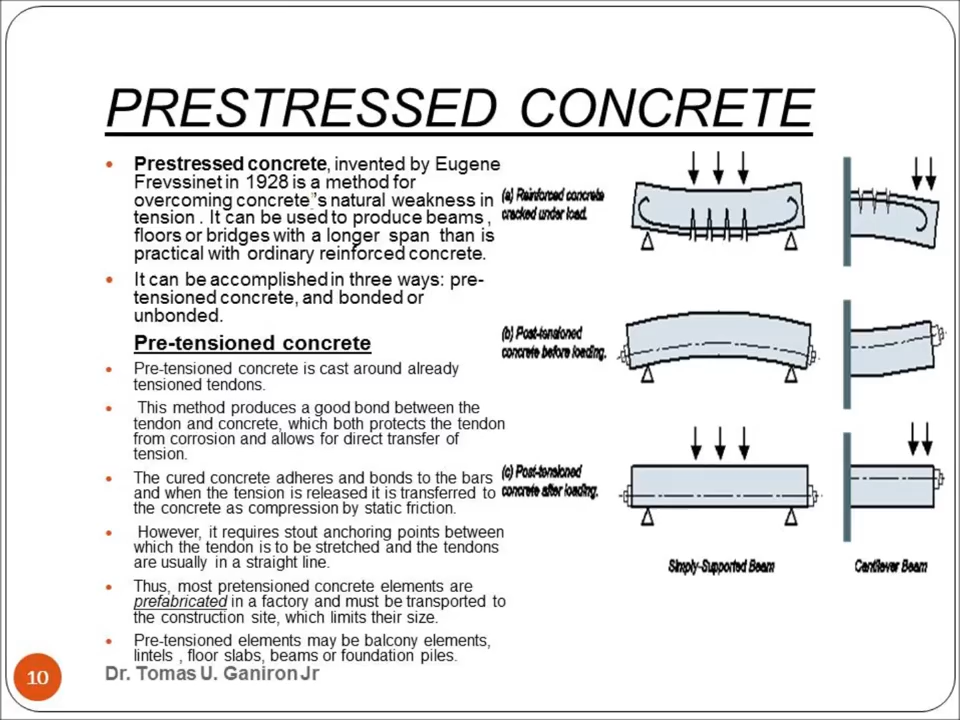 PRESTRESSED CONCRETE
Prestressed concrete, invented by Eugene
Frevssinet in 1928 is a method for
overcoming concrete"s natural weakness in
tension . It can be used to produce beams ,
floors or bridges with a longer span than is
practical with ordinary reinforced concrete.
It can be accomplished in three ways: pre-
tensioned concrete, and bonded or
unbonded.
Pre-tensioned concrete
Pre-tensioned concrete is cast around already
tensioned tendons.
This method produces a good bond between the
tendon and concrete, which both protects the tendon
from corrosion and allows for direct transfer of
tension.
The cured concrete adheres and bonds to the bars
and when the tension is released it is transferred to
the concrete as compression by static friction.
However, it requires stout anchoring points between
which the tendon is to be stretched and the tendons
are usually in a straight line.
Thus, most pretensioned concrete elements are
prefabricated in a factory and must be transported to
the construction site, which limits their size.
Pre-tensioned elements may be balcony elements,
lintels , floor slabs, beams or foundation piles.
(a) Reinforced concrete
cracked under load.
(b) Post-tensioned
concrete before loading.
(c) Post-tensioned
concrete after loading.
Simply-Supported Beam
Cantilever Beam
10
Dr. Tomas U. Ganiron Jr